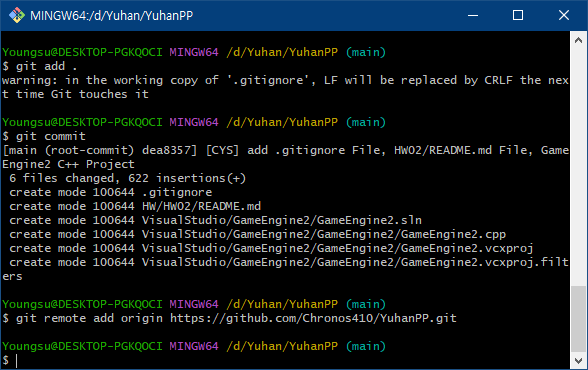 MINGW64:/d/Yuhan/YuhanPP
Youngsu@DESKTOP-PGKQOCI MINGW64 /d/Yuhan/YuhanPP (main)
$ git add .
warning: in the working copy of '.gitignore', LF will be replaced by CRLF the nex
t time Git touches it
Youngsu@DESKTOP-PGKQOCI MINGW64 /d/Yuhan/YuhanPP (main)
$ git commit
[main (root-commit) dea8357] [CYS] add .gitignore File, HW02/README.md File, Game
Engine2 C++ Project
 6 files changed, 622 insertions(+)
 create mode 100644 .gitignore
 create mode 100644 HW/HW02/README.md
 create mode 100644 VisualStudio/GameEngine2/GameEngine2.sln
 create mode 100644 VisualStudio/GameEngine2/GameEngine2.cpp
 create mode 100644 VisualStudio/GameEngine2/GameEngine2.vcxproj
 create mode 100644 VisualStudio/GameEngine2/GameEngine2.vcxproj.filt
ers
Youngsu@DESKTOP-PGKQOCI MINGW64 /d/Yuhan/YuhanPP (main)
$ git remote add origin https://github.com/Chronos410/YuhanPP.git
Youngsu@DESKTOP-PGKQOCI MINGW64 /d/Yuhan/YuhanPP (main)
$